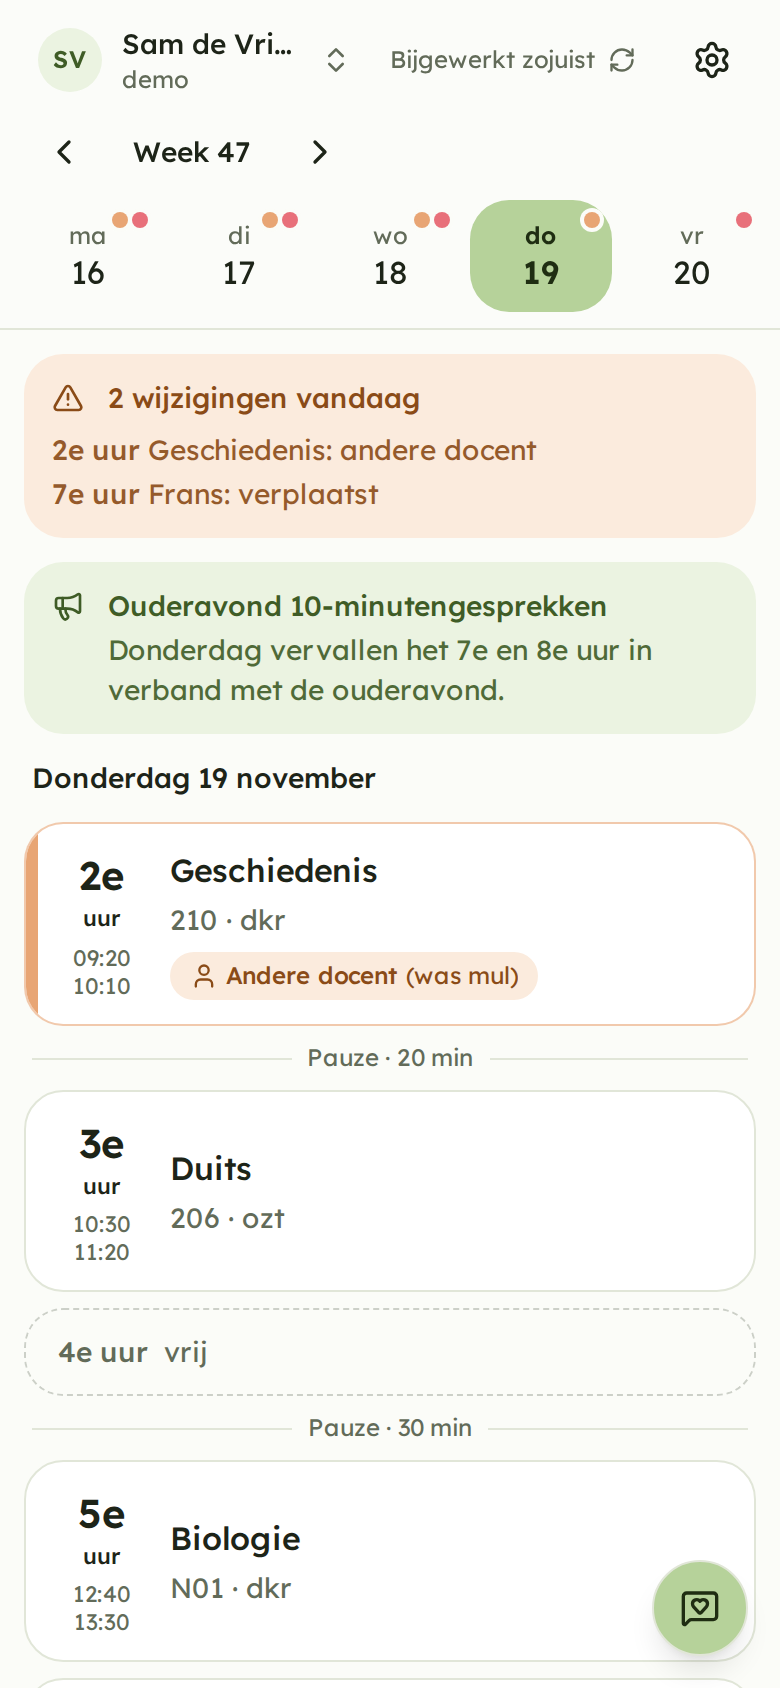 SV
Sam de Vri...
demo
Bijgewerkt zojuist
Week 47
ma
16
di
17
wo
18
do
19
vr
20
2 wijzigingen vandaag
2e uur Geschiedenis: andere docent
7e uur Frans: verplaatst
Ouderavond 10-minutengesprekken
Donderdag vervallen het 7e en 8e uur in
verband met de ouderavond.
Donderdag 19 november
2e
uur
09:20
10:10
Geschiedenis
210 · dkr
Andere docent (was mul)
Pauze · 20 min
3e
uur
10:30
11:20
Duits
206 · ozt
4e uur vrij
Pauze · 30 min
5e
uur
12:40
13:30
Biologie
N01 · dkr